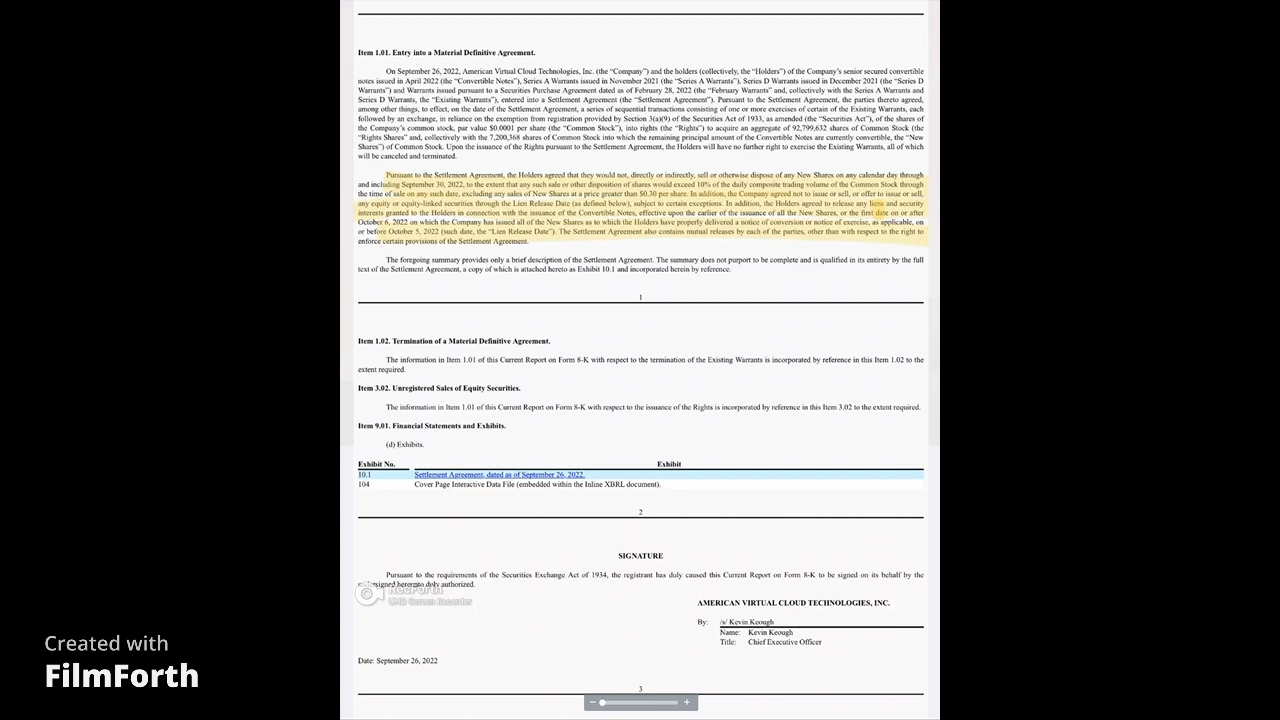 Item 1.01. Entry into a Material Definitive Agreement.
On September 26, 2022, American Virtual Cloud Technologies, Inc. (the “Company”) and the holders (collectively, the “Holders”) of the Company’s senior secured convertible
notes issued in April 2022 (the “Convertible Notes”), Series A Warrants issued in November 2021 (the “Series A Warrants”), Series D Warrants issued in December 2021 (the “Series D
Warrants”) and Warrants issued pursuant to a Securities Purchase Agreement dated as of February 28, 2022 (the “February Warrants” and, collectively with the Series A Warrants and
Series D Warrants, the “Existing Warrants”), entered into a Settlement Agreement (the “Settlement Agreement”). Pursuant to the Settlement Agreement, the parties thereto agreed,
among other things, to effect, on the date of the Settlement Agreement, a series of sequential transactions consisting of one or more exercises of certain of the Existing Warrants, each
followed by an exchange, in reliance on the exemption from registration provided by Section 3(a)(9) of the Securities Act of 1933, as amended (the “Securities Act”), of the shares of
the Company’s common stock, par value $0.0001 per share (the “Common Stock”), into rights (the “Rights”) to acquire an aggregate of 92,799,632 shares of Common Stock (the
“Rights Shares” and, collectively with the 7,200,368 shares of Common Stock into which the remaining principal amount of the Convertible Notes are currently convertible, the “New
Shares”) of Common Stock. Upon the issuance of the Rights pursuant to the Settlement Agreement, the Holders will have no further right to exercise the Existing Warrants, all of which
will be canceled and terminated.
Pursuant to the Settlement Agreement, the Holders agreed that they would not, directly or indirectly, sell or otherwise dispose of any New Shares on any calendar day through
and including September 30, 2022, to the extent that any such sale or other disposition of shares would exceed 10% of the daily composite trading volume of the Common Stock through
the time of sale on any such date, excluding any sales of New Shares at a price greater than $0.30 per share. In addition, the Company agreed not to issue or sell, or offer to issue or sell,
any equity or equity-linked securities through the Lien Release Date (as defined below), subject to certain exceptions. In addition, the Holders agreed to release any liens and security
interests granted to the Holders in connection with the issuance of the Convertible Notes, effective upon the earlier of the issuance of all the New Shares, or the first date on or after
October 6, 2022 on which the Company has issued all of the New Shares as to which the Holders have properly delivered a notice of conversion or notice of exercise, as applicable, on
or before October 5, 2022 (such date, the “Lien Release Date”). The Settlement Agreement also contains mutual releases by each of the parties, other than with respect to the right to
enforce certain provisions of the Settlement Agreement.
The foregoing summary provides only a brief description of the Settlement Agreement. The summary does not purport to be complete and is qualified in its entirety by the full
text of the Settlement Agreement, a copy of which is attached hereto as Exhibit 10.1 and incorporated herein by reference.
1
Item 1.02. Termination of a Material Definitive Agreement.
The information in Item 1.01 of this Current Report on Form 8-K with respect to the termination of the Existing Warrants is incorporated by reference in this Item 1.02 to the
extent required.
Item 3.02. Unregistered Sales of Equity Securities.
The information in Item 1.01 of this Current Report on Form 8-K with respect to the issuance of the Rights is incorporated by reference in this Item 3.02 to the extent required.
Item 9.01. Financial Statements and Exhibits.
(d) Exhibits.
Exhibit No. Exhibit
10.1 Settlement Agreement, dated as of September 26, 2022.
104 Cover Page Interactive Data File (embedded within the Inline XBRL document).
2
SIGNATURE
Pursuant to the requirements of the Securities Exchange Act of 1934, the registrant has duly caused this Current Report on Form 8-K to be signed on its behalf by the
undersigned hereunto duly authorized.
RecForth
UHD Screen Recorder
AMERICAN VIRTUAL CLOUD TECHNOLOGIES, INC.
By: /s/ Kevin Keough
Name: Kevin Keough
Title: Chief Executive Officer
Date: September 26, 2022
3
Created with
FilmForth